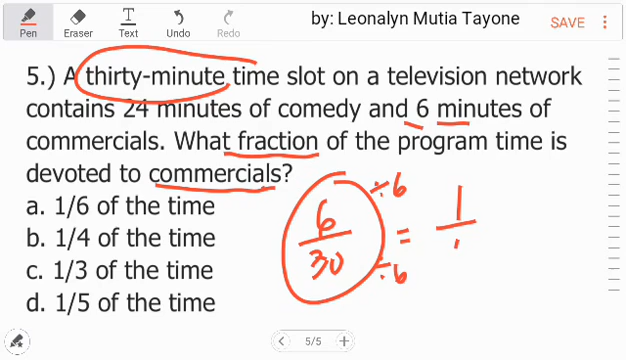 by: Leonalyn Mutia Tayone
Pen Eraser Text Undo Redo SAVE
5.) A thirty-minute time slot on a television network
contains 24 minutes of comedy and 6 minutes of
commercials. What fraction of the program time is
devoted to commercials?
a. 1/6 of the time
b. 1/4 of the time
c. 1/3 of the time
d. 1/5 of the time
6 ÷6 1
=
30 ÷6
5/5